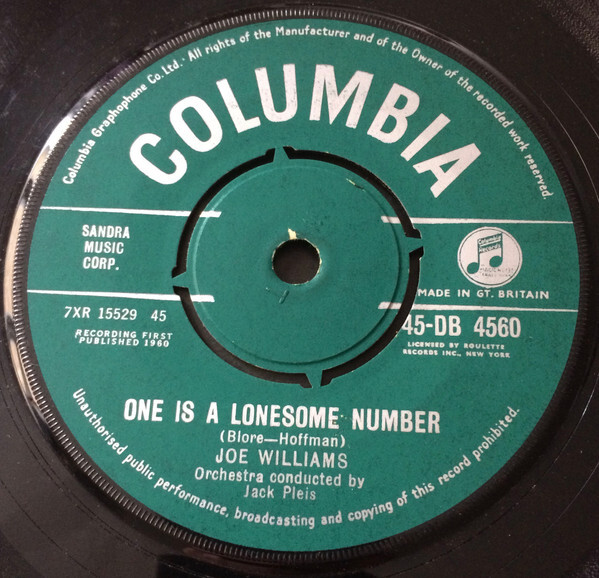 Columbia Graphophone Co. Ltd. · All rights of the Manufacturer and of the Owner of the recorded work reserved.
COLUMBIA
SANDRA
MUSIC
CORP.
Columbia
Records
7XR 15529 45
RECORDING FIRST
PUBLISHED 1960
MADE IN GT. BRITAIN
45-DB 4560
LICENSED BY ROULETTE
RECORDS INC., NEW YORK
ONE IS A LONESOME NUMBER
(Blore—Hoffman)
JOE WILLIAMS
Orchestra conducted by
Jack Pleis
Unauthorised public performance, broadcasting and copying of this record prohibited.